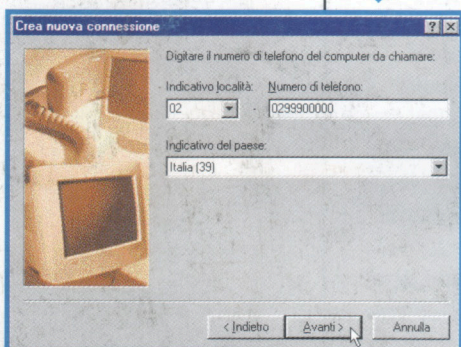 Crea nuova connessione
Digitare il numero di telefono del computer da chiamare:
Indicativo località: Numero di telefono:
02 - 0299900000
Indicativo del paese:
Italia (39)
< Indietro Avanti > Annulla